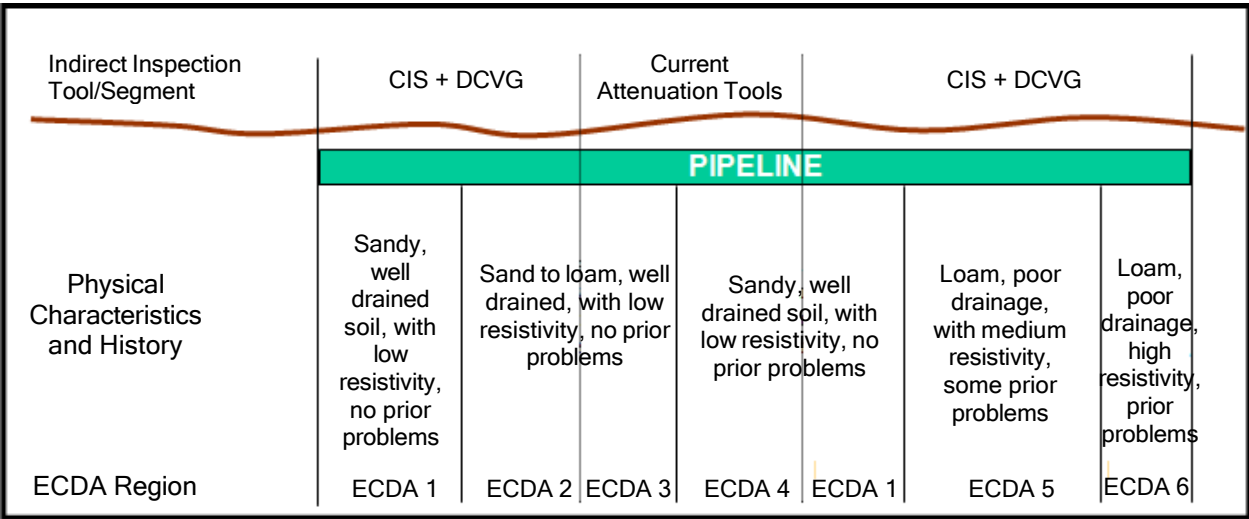 Indirect Inspection
Tool/Segment
CIS + DCVG
Current
Attenuation Tools
CIS + DCVG
PIPELINE
Physical
Characteristics
and History
Sandy,
well
drained
soil, with
low
resistivity,
no prior
problems
Sand to loam, well
drained, with low
resistivity, no prior
problems
Sandy, well
drained soil, with
low resistivity, no
prior problems
Loam, poor
drainage,
with medium
resistivity,
some prior
problems
Loam,
poor
drainage,
high
resistivity,
prior
problems
ECDA Region
ECDA 1
ECDA 2
ECDA 3
ECDA 4
ECDA 1
ECDA 5
ECDA 6